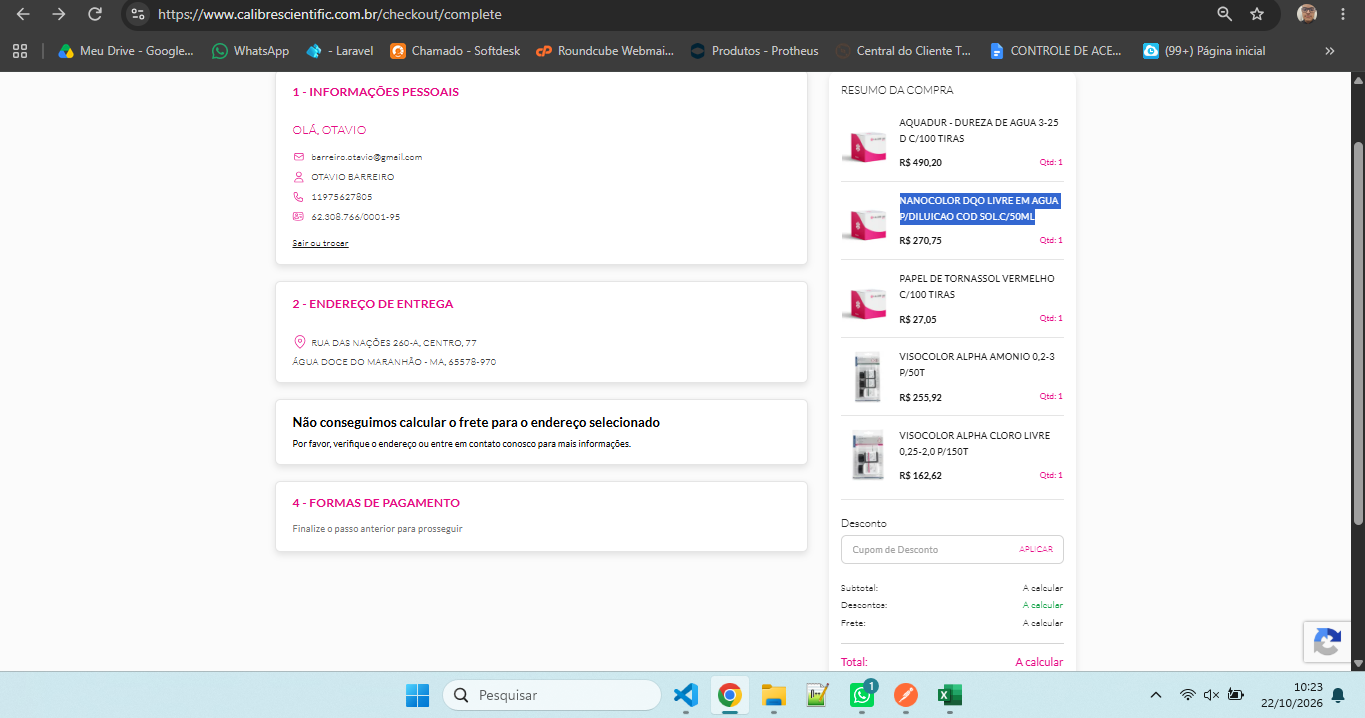 https://www.calibrescientific.com.br/checkout/complete
Meu Drive - Google...
WhatsApp
- Laravel
Chamado - Softdesk
Roundcube Webmai...
Produtos - Protheus
Central do Cliente T...
CONTROLE DE ACE...
(99+) Página inicial
1 - INFORMAÇÕES PESSOAIS
OLÁ, OTAVIO
barreiro.otavio@gmail.com
OTAVIO BARREIRO
11975627805
62.308.766/0001-95
Sair ou trocar
2 - ENDEREÇO DE ENTREGA
RUA DAS NAÇÕES 260-A, CENTRO, 77
ÁGUA DOCE DO MARANHÃO - MA, 65578-970
Não conseguimos calcular o frete para o endereço selecionado
Por favor, verifique o endereço ou entre em contato conosco para mais informações.
4 - FORMAS DE PAGAMENTO
Finalize o passo anterior para prosseguir
RESUMO DA COMPRA
AQUADUR - DUREZA DE AGUA 3-25
D C/100 TIRAS
R$ 490,20
Qtd: 1
NANOCOLOR DQO LIVRE EM AGUA
P/DILUICAO COD SOL.C/50ML
R$ 270,75
Qtd: 1
PAPEL DE TORNASSOL VERMELHO
C/100 TIRAS
R$ 27,05
Qtd: 1
VISOCOLOR ALPHA AMONIO 0,2-3
P/50T
R$ 255,92
Qtd: 1
VISOCOLOR ALPHA CLORO LIVRE
0,25-2,0 P/150T
R$ 162,62
Qtd: 1
Desconto
Cupom de Desconto
APLICAR
Subtotal:
A calcular
Descontos:
A calcular
Frete:
A calcular
Total:
A calcular
Pesquisar
1
10:23
22/10/2026